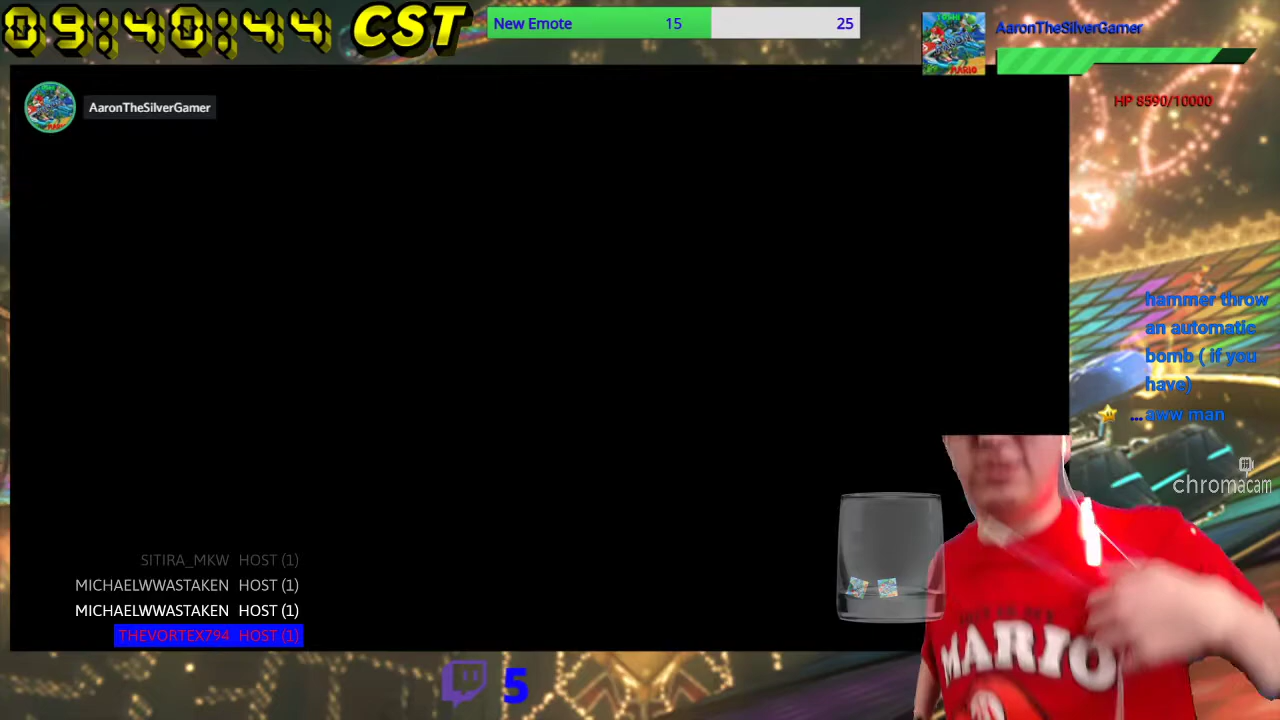 09:40:44 CST
New Emote 15 25
AaronTheSilverGamer
HP 8590/10000
AaronTheSilverGamer
hammer throw
an automatic
bomb ( if you
have)
... aww man
chromacam
SITIRA_MKW HOST (1)
MICHAELWWASTAKEN HOST (1)
MICHAELWWASTAKEN HOST (1)
THEVORTEX794 HOST (1)
5
MARIO